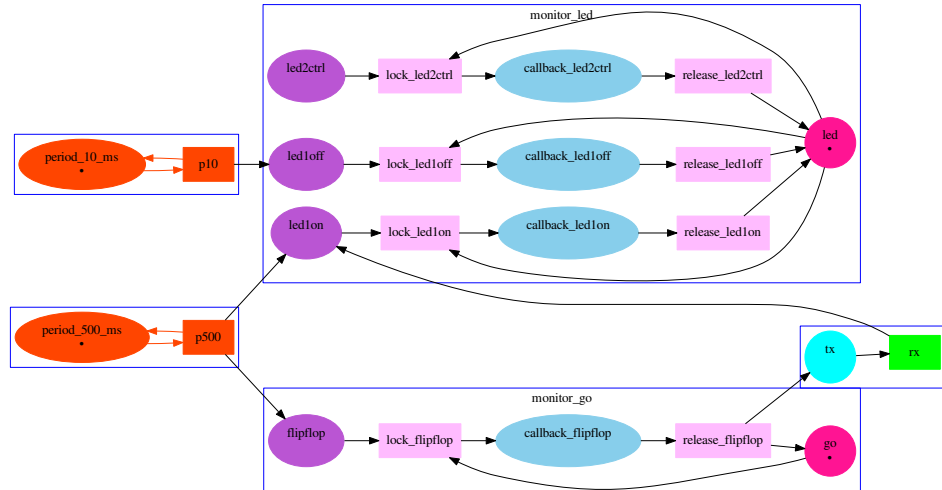 monitor_led
led2ctrl
lock_led2ctrl
callback_led2ctrl
release_led2ctrl
led
period_10_ms
p10
led1off
lock_led1off
callback_led1off
release_led1off
led1on
lock_led1on
callback_led1on
release_led1on
period_500_ms
p500
tx
rx
monitor_go
flipflop
lock_flipflop
callback_flipflop
release_flipflop
go